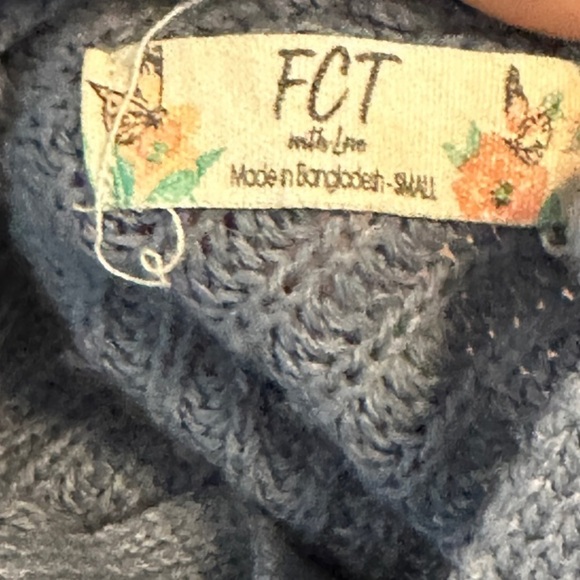 FCT
with Love
Made in Bangladesh - SMALL